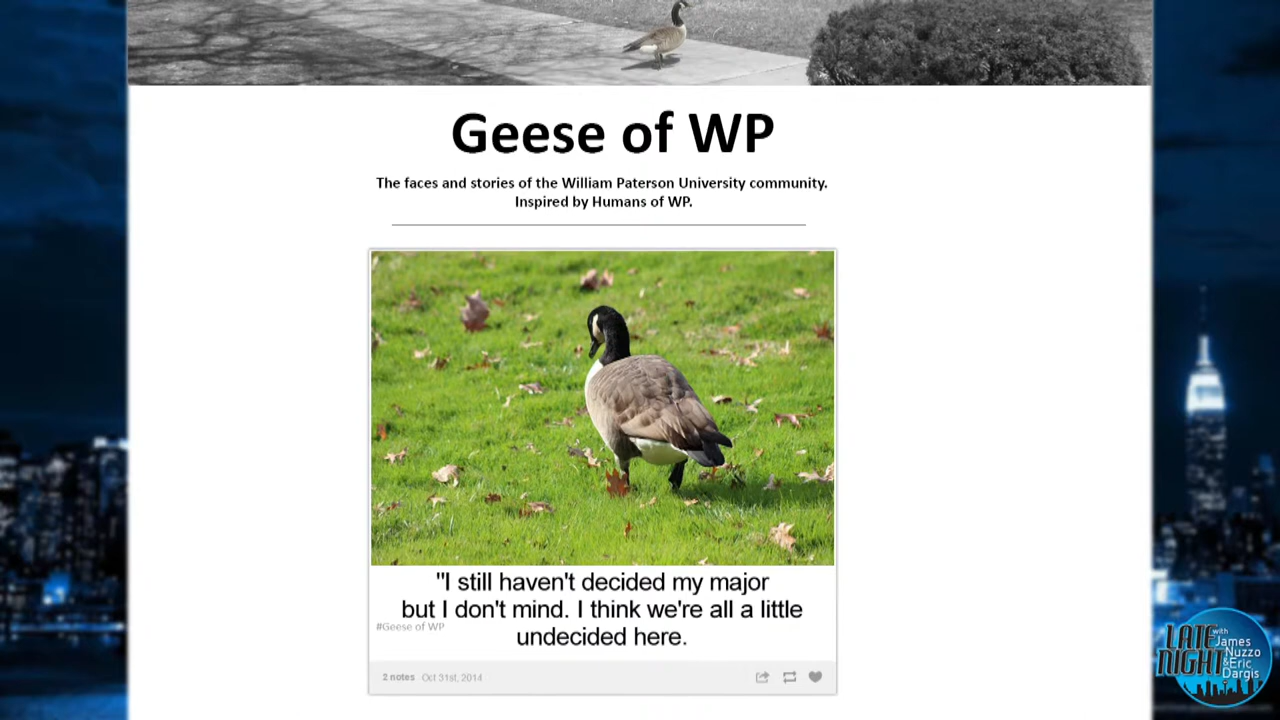 Geese of WP
The faces and stories of the William Paterson University community.
Inspired by Humans of WP.
"I still haven't decided my major
but I don't mind. I think we're all a little
#Geese of WP
undecided here.
2 notes Oct 31st, 2014
LATE
NIGHT
with
James
Nuzzo
&Eric
Dargis